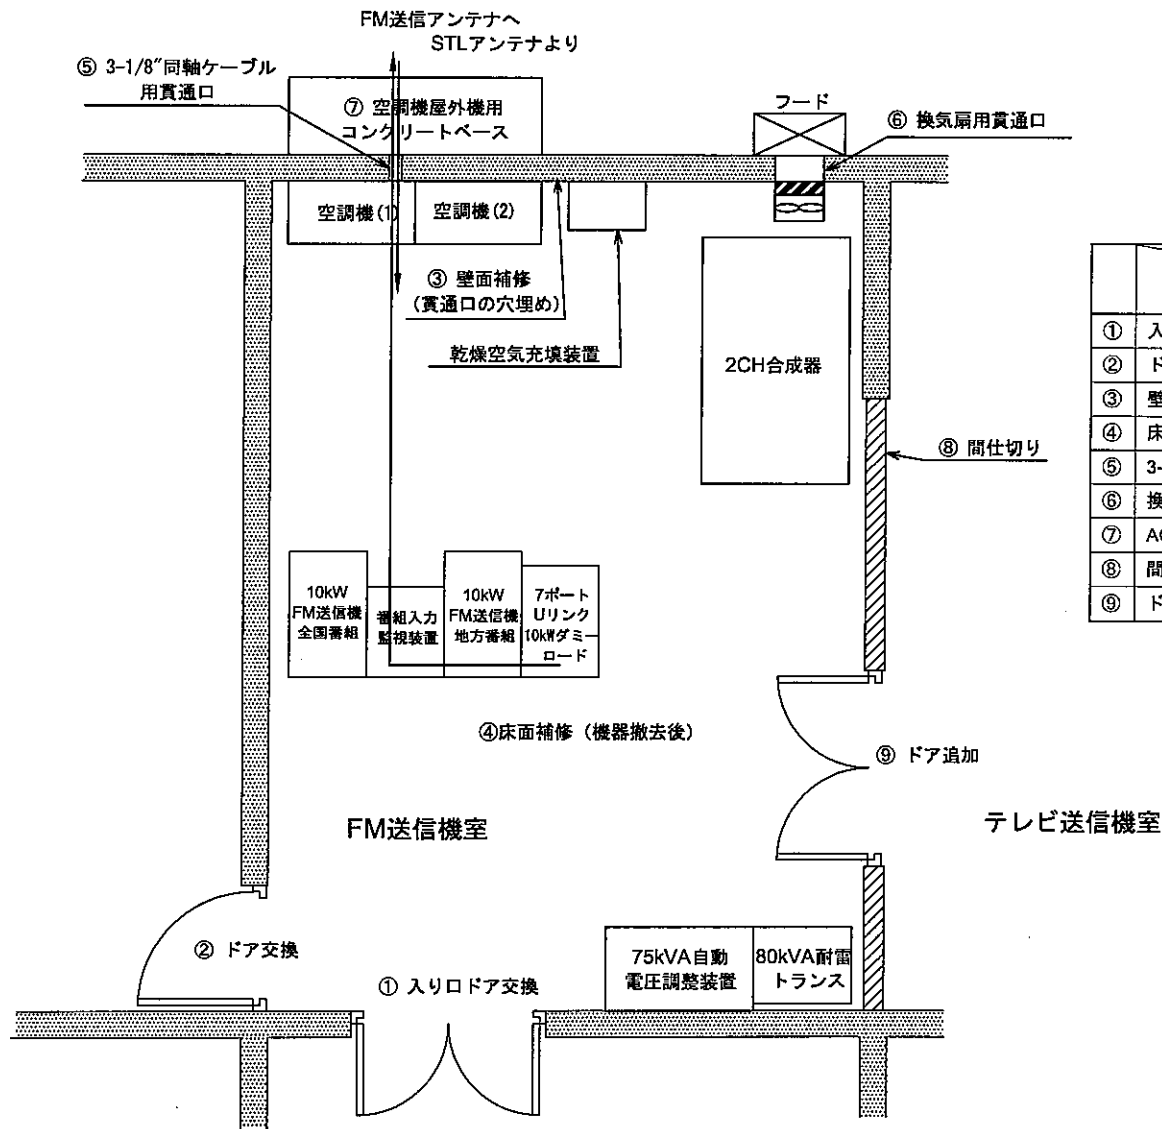 FM送信アンテナへ
STLアンテナより
⑤ 3-1/8″同軸ケーブル
用貫通口
⑦ 空調機屋外機用
コンクリートベース
フード
⑥ 換気扇用貫通口
空調機(1)
空調機(2)
③ 壁面補修
(貫通口の穴埋め)
乾燥空気充填装置
2CH合成器
⑧ 間仕切り
① 入
② ド
③ 壁
④ 床
⑤ 3-
⑥ 換
⑦ A
⑧ 間
⑨ ド
10kW
FM送信機
全国番組
番組入力
監視装置
10kW
FM送信機
地方番組
7ポート
Uリンク
10kWダミー
ロード
④床面補修（機器撤去後）
⑨ ドア追加
FM送信機室
テレビ送信機室
② ドア交換
① 入り口ドア交換
75kVA自動
電圧調整装置
80kVA耐雷
トランス